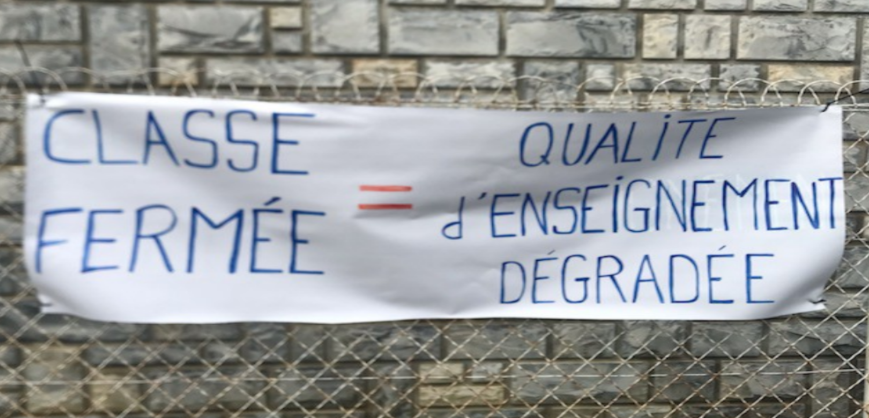 CLASSE
FERMÉE
=
QUALITE
d'ENSEIGNEMENT
DÉGRADÉE